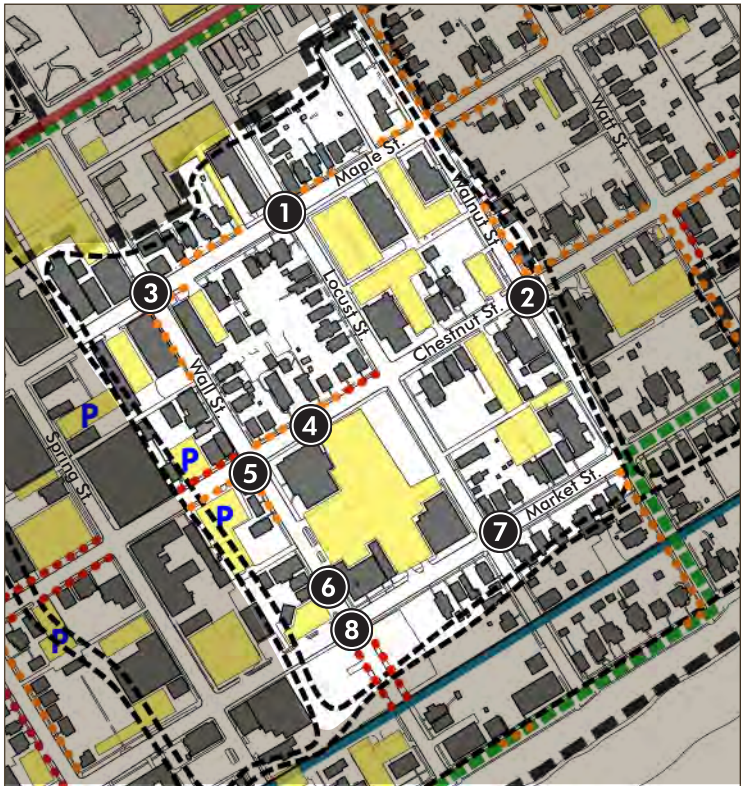 Watt St.
Maple St.
Walnut St.
1
2
3
Locust St.
Chestnut St.
Wall St.
P
4
Spring St.
P
5
P
Market St.
7
6
P
8